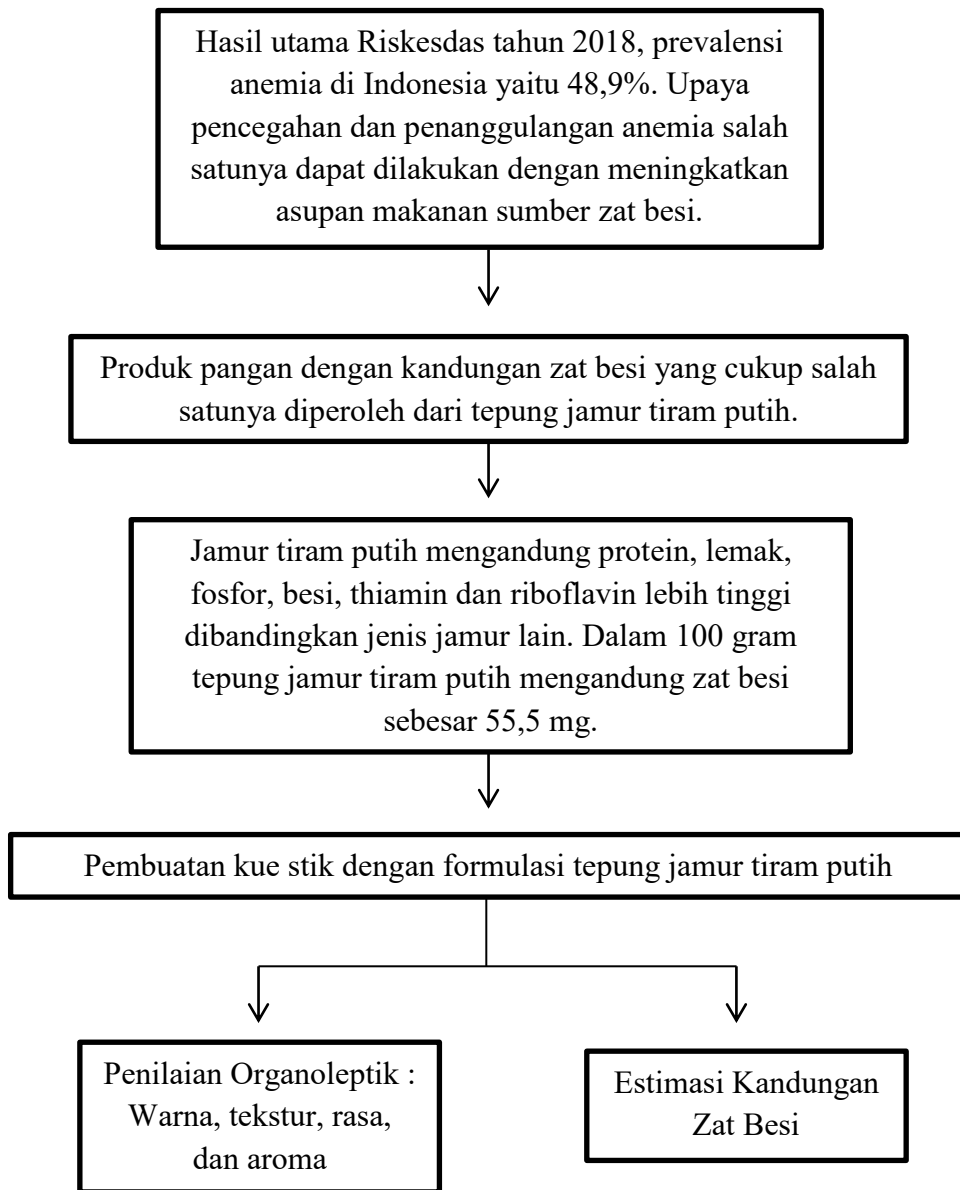 Hasil utama Riskesdas tahun 2018, prevalensi
anemia di Indonesia yaitu 48,9%. Upaya
pencegahan dan penanggulangan anemia salah
satunya dapat dilakukan dengan meningkatkan
asupan makanan sumber zat besi.
Produk pangan dengan kandungan zat besi yang cukup salah
satunya diperoleh dari tepung jamur tiram putih.
Jamur tiram putih mengandung protein, lemak,
fosfor, besi, thiamin dan riboflavin lebih tinggi
dibandingkan jenis jamur lain. Dalam 100 gram
tepung jamur tiram putih mengandung zat besi
sebesar 55,5 mg.
Pembuatan kue stik dengan formulasi tepung jamur tiram putih
Penilaian Organoleptik :
Warna, tekstur, rasa,
dan aroma
Estimasi Kandungan
Zat Besi